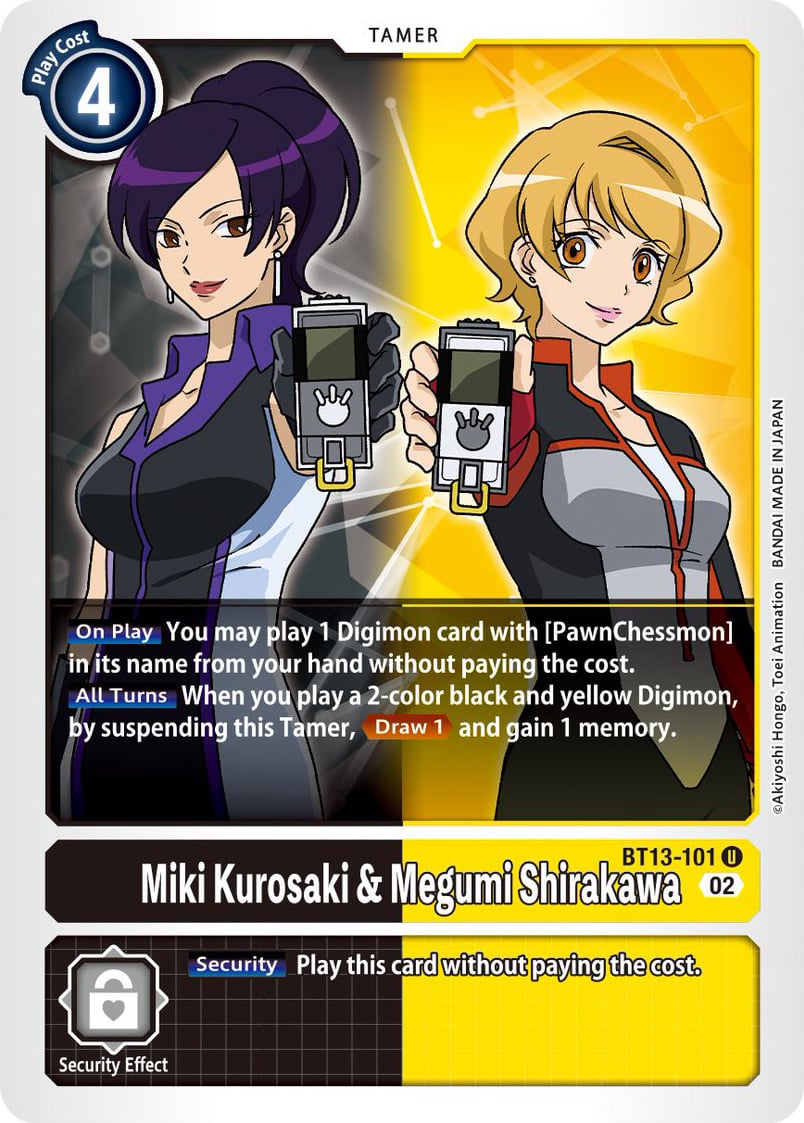 TAMER
Play Cost
4
On Play You may play 1 Digimon card with [PawnChessmon]
in its name from your hand without paying the cost.
All Turns When you play a 2-color black and yellow Digimon,
by suspending this Tamer, Draw 1 and gain 1 memory.
©Akiyoshi Hongo, Toei Animation BANDAI MADE IN JAPAN
BT13-101 U
Miki Kurosaki & Megumi Shirakawa 02
Security Play this card without paying the cost.
Security Effect